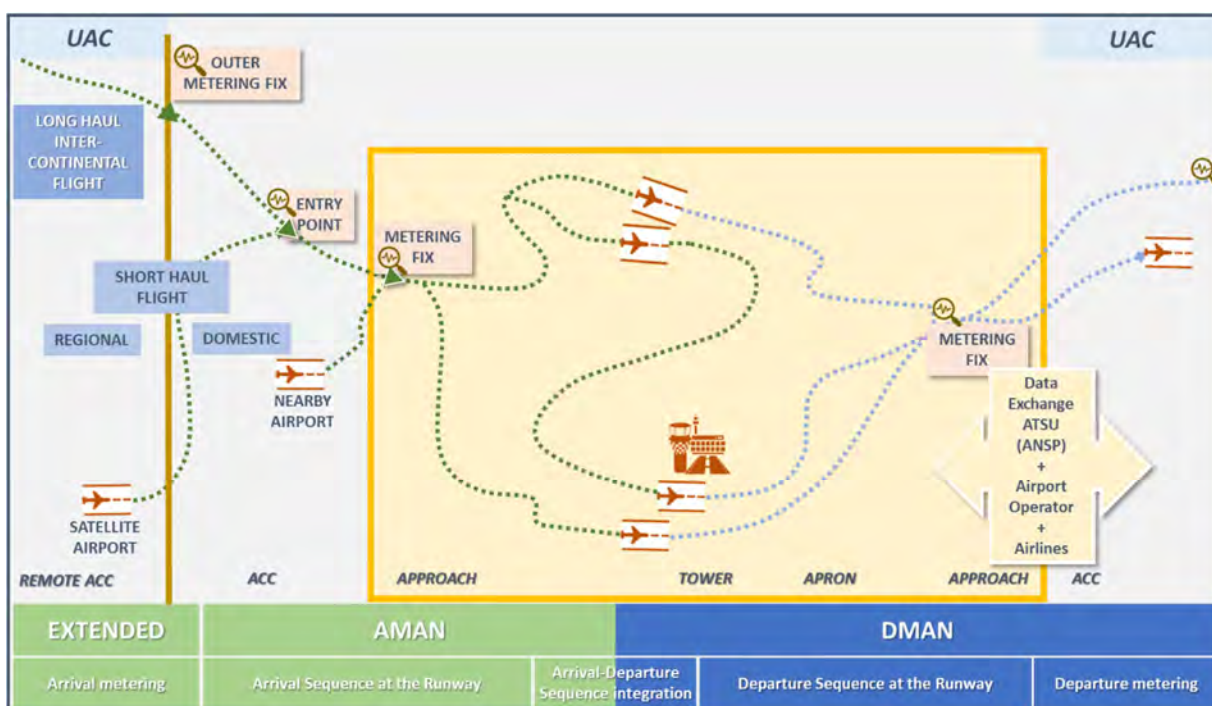 UAC
UAC
OUTER
METERING FIX
LONG HAUL
INTER-
CONTINENTAL
FLIGHT
ENTRY
POINT
METERING
FIX
SHORT HAUL
FLIGHT
REGIONAL
DOMESTIC
METERING
FIX
NEARBY
AIRPORT
Data
Exchange
ATSU
(ANSP)
+
Airport
Operator
+
Airlines
SATELLITE
AIRPORT
REMOTE ACC
ACC
APPROACH
TOWER
APRON
APPROACH
ACC
EXTENDED
AMAN
DMAN
Arrival metering
Arrival Sequence at the Runway
Arrival-Departure
Sequence integration
Departure Sequence at the Runway
Departure metering